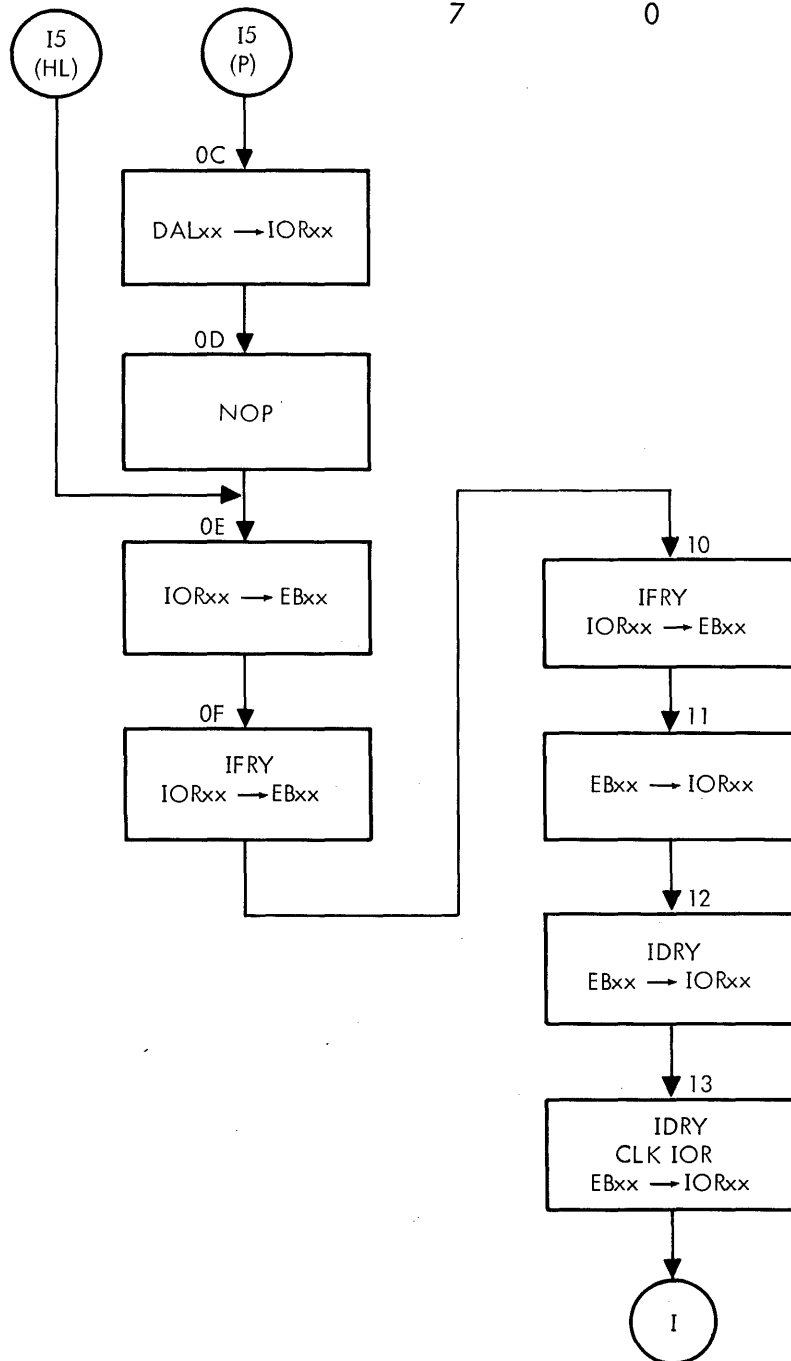 7 0
I5
(HL)
I5
(P)
0C
DALxx → IORxx
0D
NOP
0E
IORxx → EBxx
0F
IFRY
IORxx → EBxx
10
IFRY
IORxx → EBxx
11
EBxx → IORxx
12
IDRY
EBxx → IORxx
13
IDRY
CLK IOR
EBxx → IORxx
I